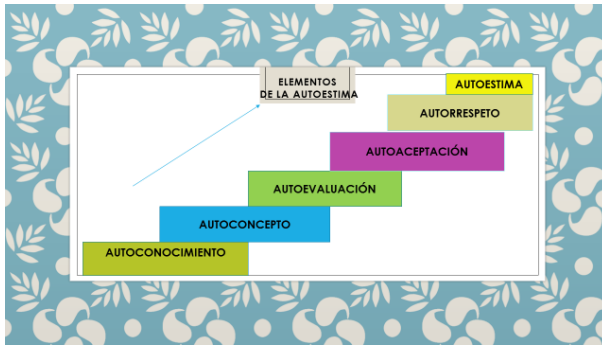 ELEMENTOS
DE LA AUTOESTIMA
AUTOESTIMA
AUTORRESPETO
AUTOACEPTACIÓN
AUTOEVALUACIÓN
AUTOCONCEPTO
AUTOCONOCIMIENTO